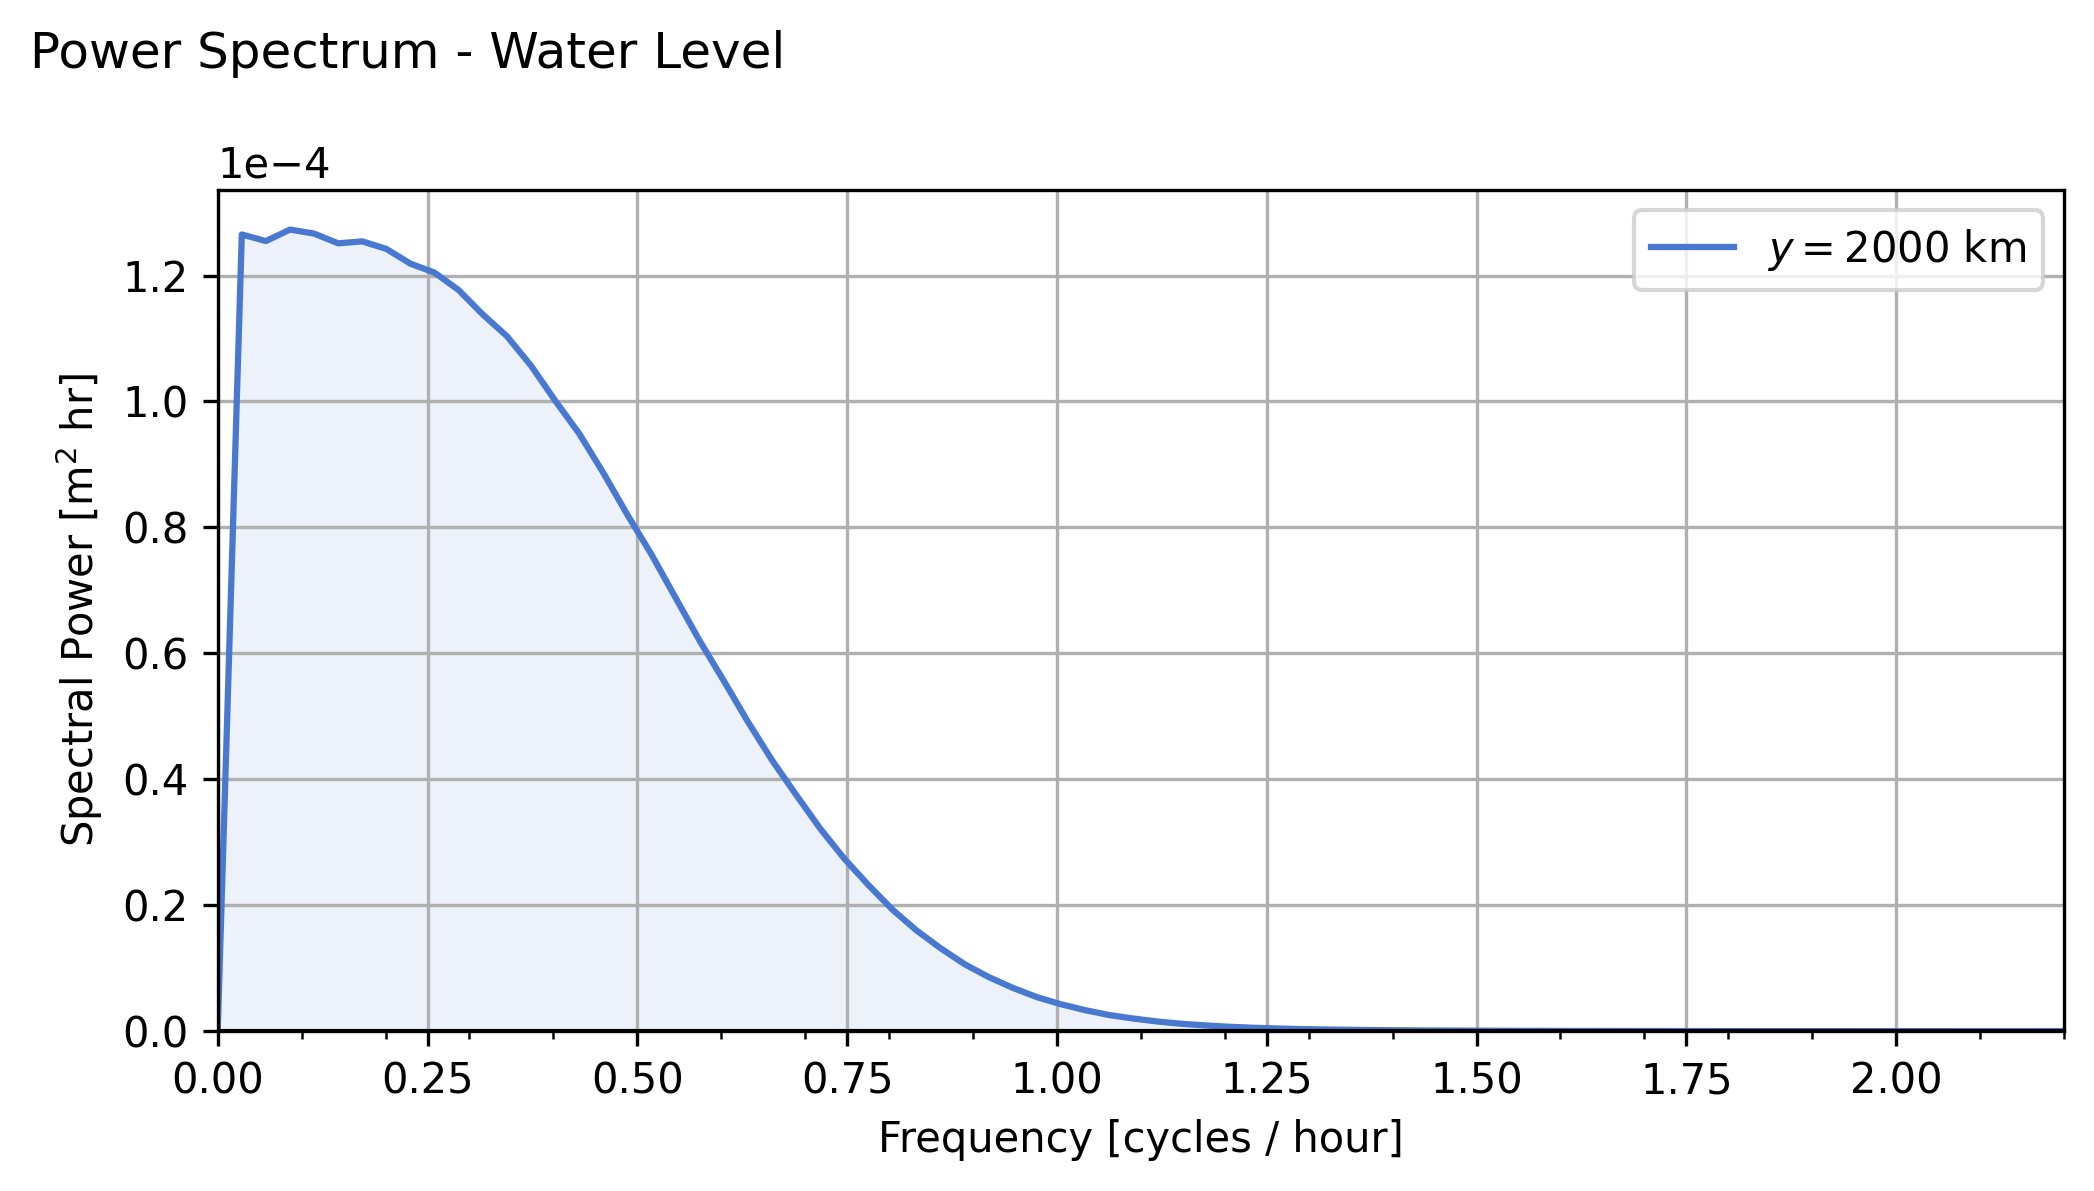 Power Spectrum - Water Level
1e−4
y = 2000 km
1.2
1.0
0.8
0.6
0.4
0.2
0.0
Spectral Power [m² hr]
0.00 0.25 0.50 0.75 1.00 1.25 1.50 1.75 2.00
Frequency [cycles / hour]